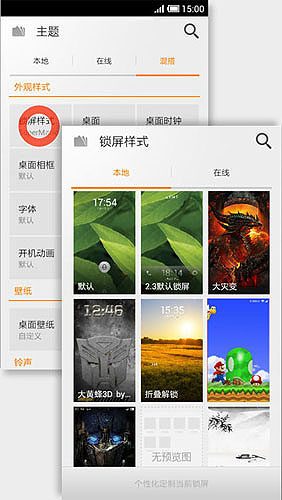 15:00
主题
本地
在线
混搭
外观样式
锁屏样式
桌面
桌面时钟
桌面相框
默认
字体
默认
开机动画
默认
壁纸
桌面壁纸
自定义
铃声
锁屏样式
本地
在线
17:54
18:14
默认
2.3默认锁屏
大灾变
12:46
15:35
大黄蜂3D by...
折叠解锁
无预览图
个性化定制当前锁屏